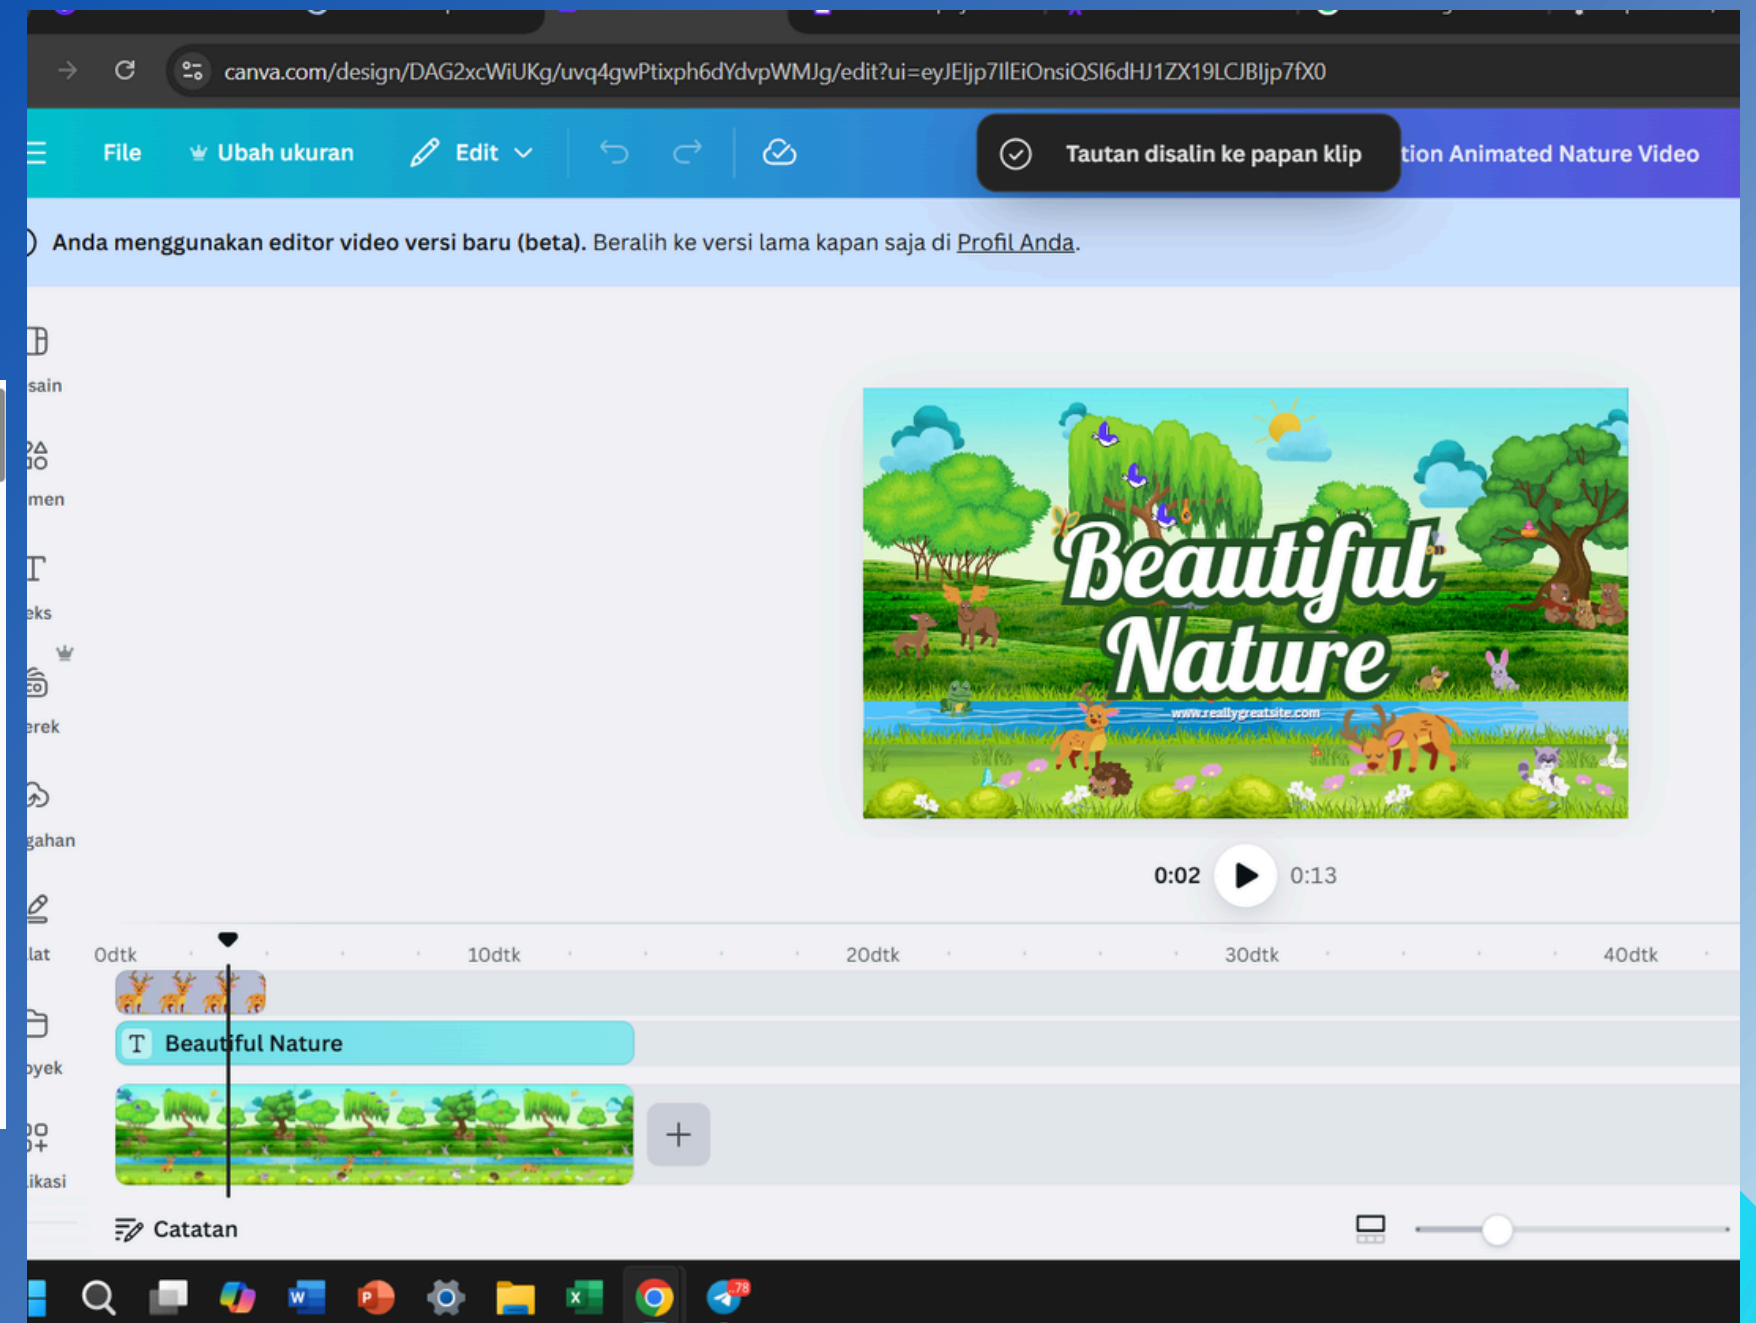 canva.com/design/DAG2xcWiUKg/uvq4gwPtixph6dYdvpWMJg/edit?ui=eyJEIjp7IlEiOnsiQSI6dHJ1ZX19LCJBIjp7fX0
File Ubah ukuran Edit
Tautan disalin ke papan klip
tion Animated Nature Video
Anda menggunakan editor video versi baru (beta). Beralih ke versi lama kapan saja di Profil Anda.
sain
men
eks
erek
gahan
lat
oyek
ikasi
Beautiful
Nature
www.reallygreatsite.com
0:02 0:13
0dtk 10dtk 20dtk 30dtk 40dtk
T Beautiful Nature
Catatan
78